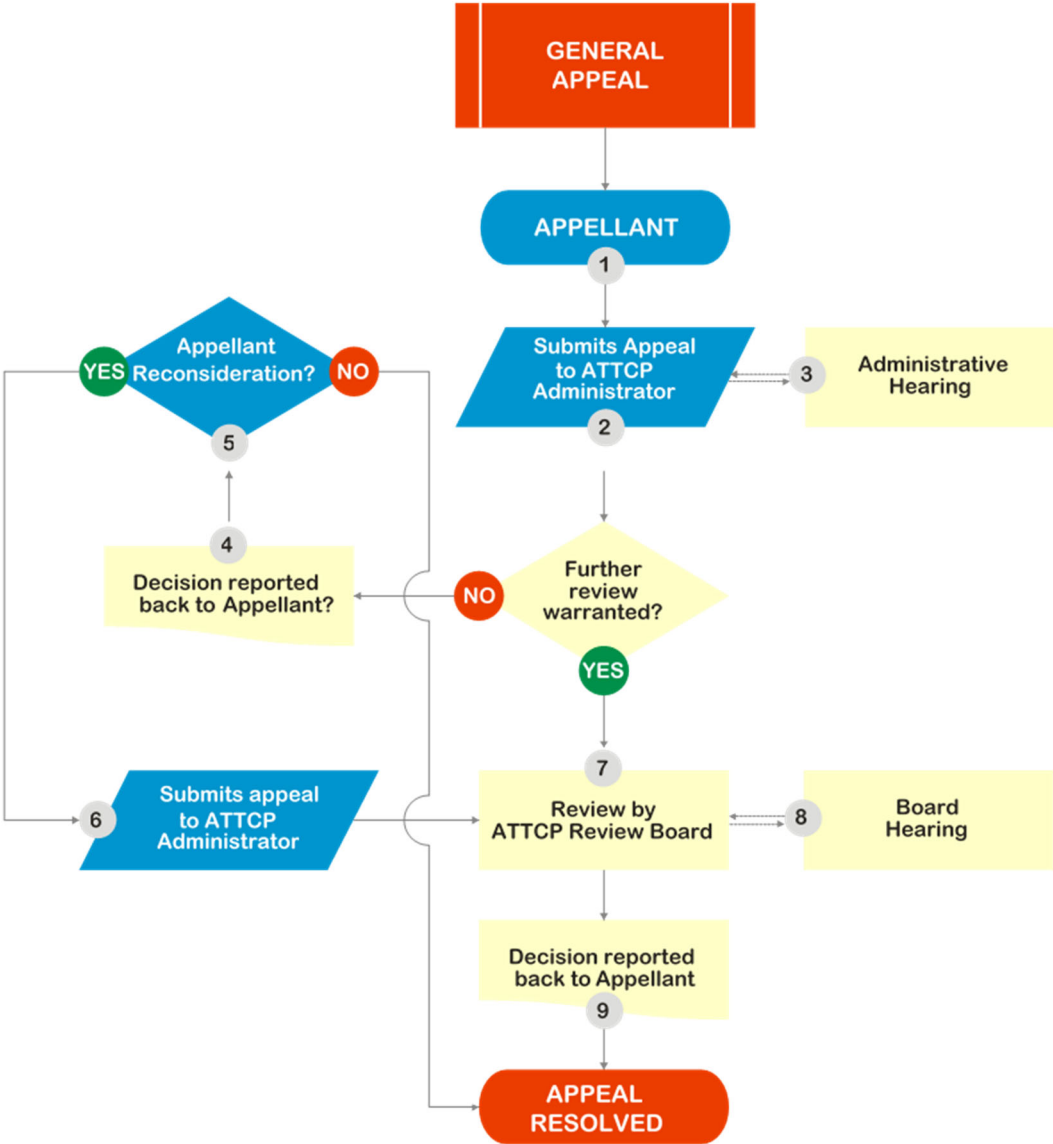 GENERAL
APPEAL
APPELLANT
1
Submits Appeal
to ATTCP
Administrator
2
3
Administrative
Hearing
YES
Appellant
Reconsideration?
NO
5
4
Decision reported
back to Appellant?
NO
Further
review
warranted?
YES
6
Submits appeal
to ATTCP
Administrator
7
Review by
ATTCP Review Board
8
Board
Hearing
Decision reported
back to Appellant
9
APPEAL
RESOLVED